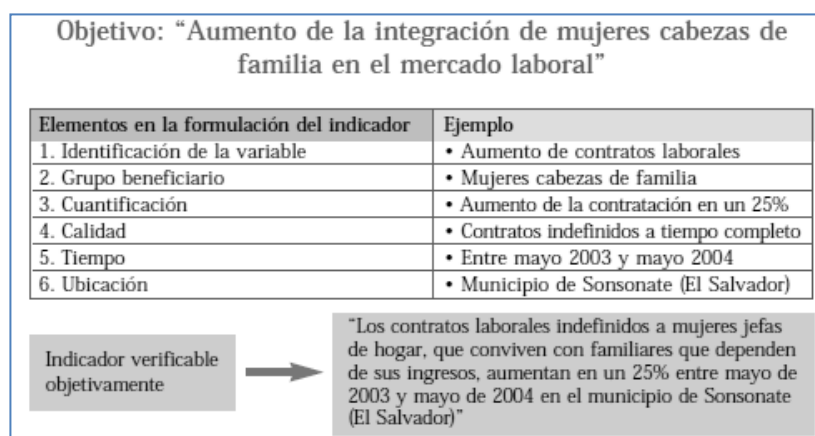 Objetivo: “Aumento de la integración de mujeres cabezas de
familia en el mercado laboral”
Elementos en la formulación del indicador Ejemplo
1. Identificación de la variable • Aumento de contratos laborales
2. Grupo beneficiario • Mujeres cabezas de familia
3. Cuantificación • Aumento de la contratación en un 25%
4. Calidad • Contratos indefinidos a tiempo completo
5. Tiempo • Entre mayo 2003 y mayo 2004
6. Ubicación • Municipio de Sonsonate (El Salvador)
Indicador verificable
objetivamente
“Los contratos laborales indefinidos a mujeres jefas
de hogar, que conviven con familiares que dependen
de sus ingresos, aumentan en un 25% entre mayo de
2003 y mayo de 2004 en el municipio de Sonsonate
(El Salvador)”